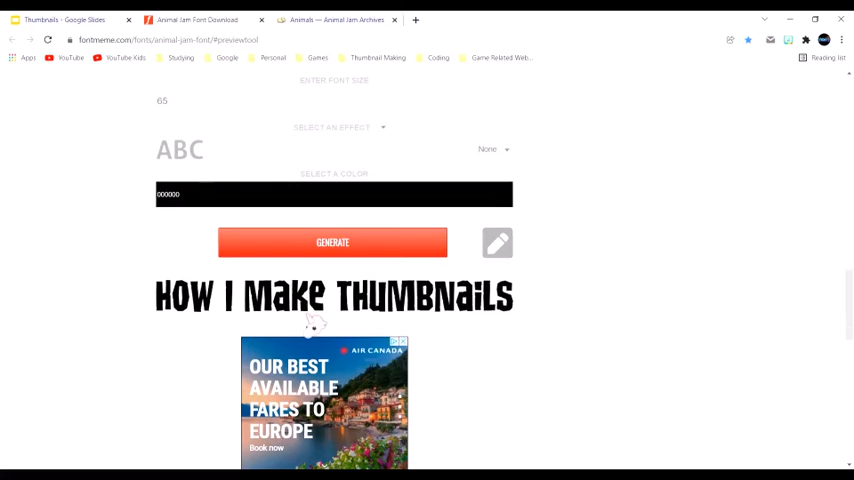 Thumbnails - Google Slides
Animal Jam Font Download
Animals — Animal Jam Archives
fontmeme.com/fonts/animal-jam-font/#previewtool
Apps
YouTube
YouTube Kids
Studying
Google
Personal
Games
Thumbnail Making
Coding
Game Related Web...
Reading list
ENTER FONT SIZE
65
SELECT AN EFFECT
ABC
None
SELECT A COLOR
000000
GENERATE
HOW I MaKe THUMBNaiLS
AIR CANADA
OUR BEST
AVAILABLE
FARES TO
EUROPE
Book now